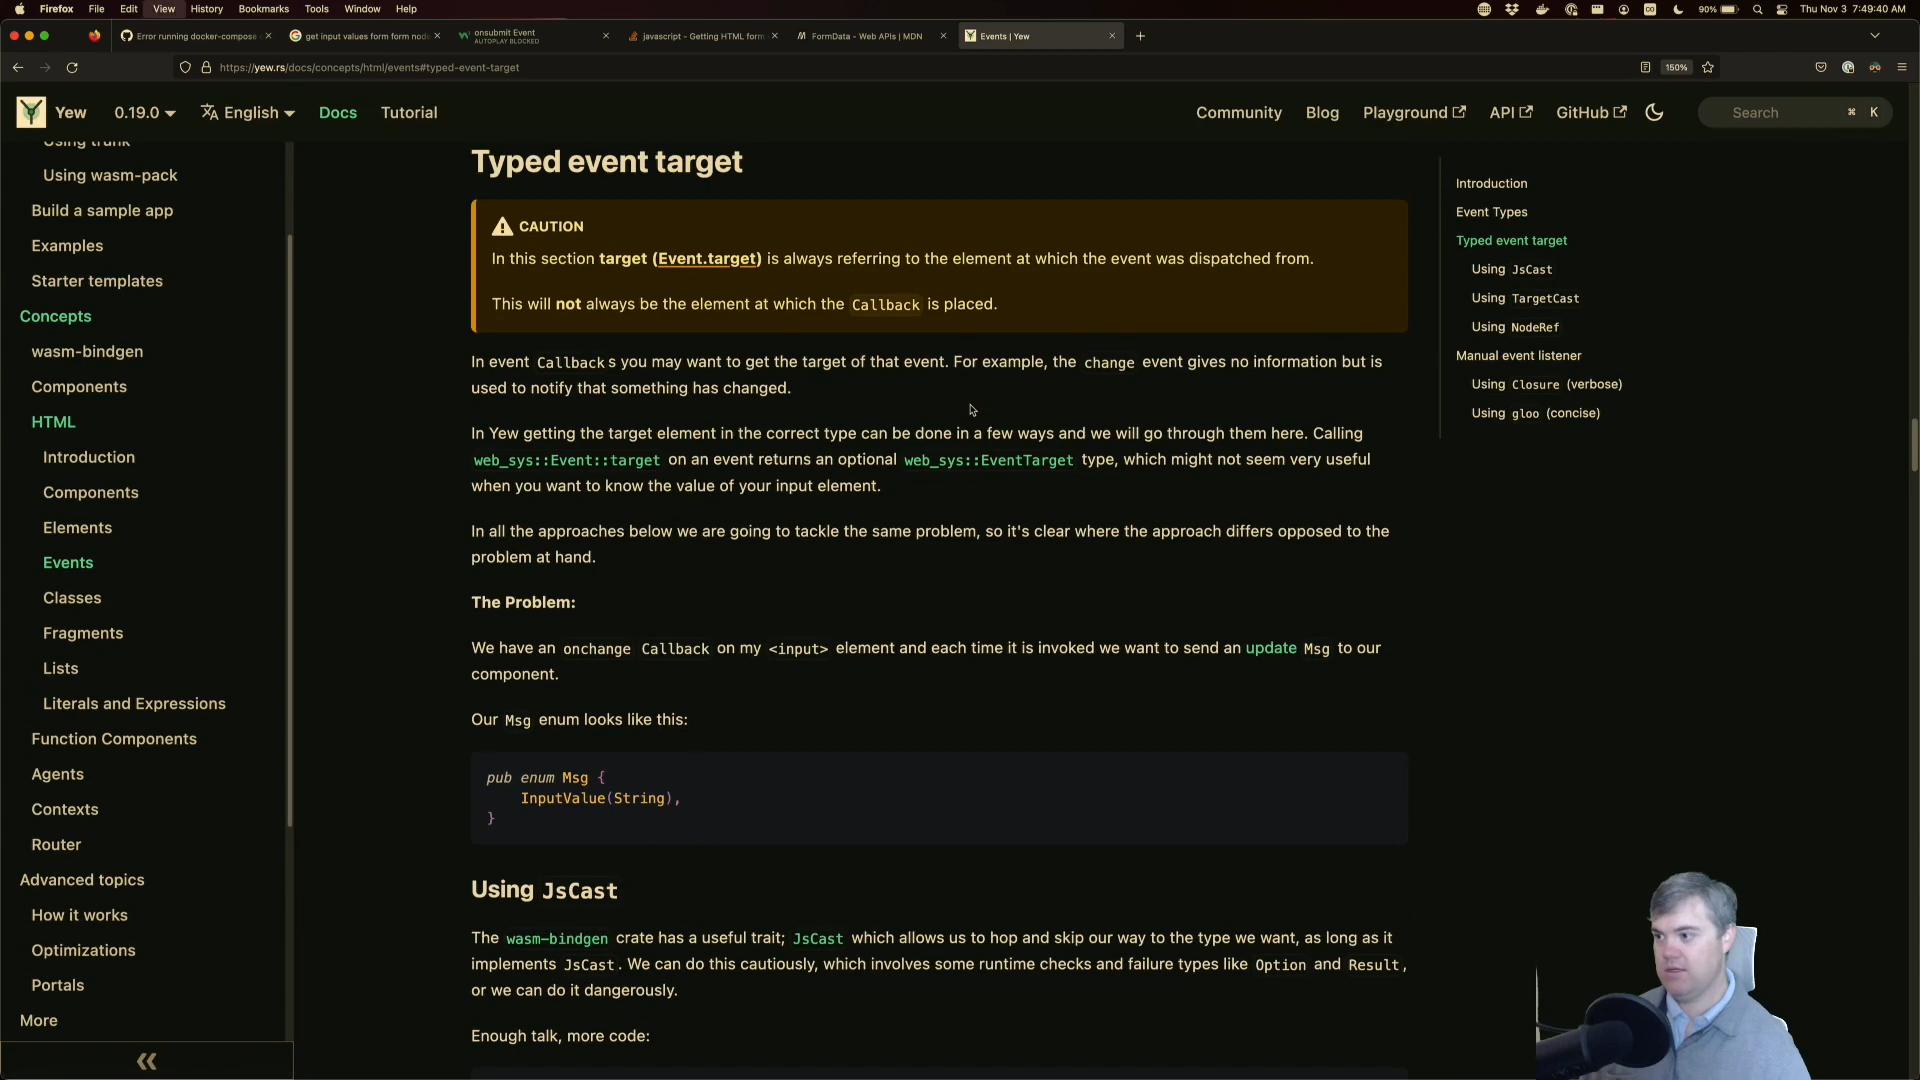 Firefox File Edit View History Bookmarks Tools Window Help
90% Thu Nov 3 7:49:40 AM
Error running docker-compose
get input values form form node
onsubmit Event
AUTOPLAY BLOCKED
javascript - Getting HTML form
FormData - Web APIs | MDN
Events | Yew
https://yew.rs/docs/concepts/html/events#typed-event-target
150%
Yew 0.19.0 English Docs Tutorial
Community Blog Playground API GitHub Search ⌘ K
Using trunk
Using wasm-pack
Build a sample app
Examples
Starter templates
Concepts
wasm-bindgen
Components
HTML
Introduction
Components
Elements
Events
Classes
Fragments
Lists
Literals and Expressions
Function Components
Agents
Contexts
Router
Advanced topics
How it works
Optimizations
Portals
More
Typed event target
CAUTION
In this section target (Event.target) is always referring to the element at which the event was dispatched from.
This will not always be the element at which the Callback is placed.
In event Callback s you may want to get the target of that event. For example, the change event gives no information but is
used to notify that something has changed.
In Yew getting the target element in the correct type can be done in a few ways and we will go through them here. Calling
web_sys::Event::target on an event returns an optional web_sys::EventTarget type, which might not seem very useful
when you want to know the value of your input element.
In all the approaches below we are going to tackle the same problem, so it's clear where the approach differs opposed to the
problem at hand.
The Problem:
We have an onchange Callback on my <input> element and each time it is invoked we want to send an update Msg to our
component.
Our Msg enum looks like this:
pub enum Msg {
InputValue(String),
}
Using JsCast
The wasm-bindgen crate has a useful trait; JsCast which allows us to hop and skip our way to the type we want, as long as it
implements JsCast. We can do this cautiously, which involves some runtime checks and failure types like Option and Result,
or we can do it dangerously.
Enough talk, more code:
Introduction
Event Types
Typed event target
Using JsCast
Using TargetCast
Using NodeRef
Manual event listener
Using Closure (verbose)
Using gloo (concise)